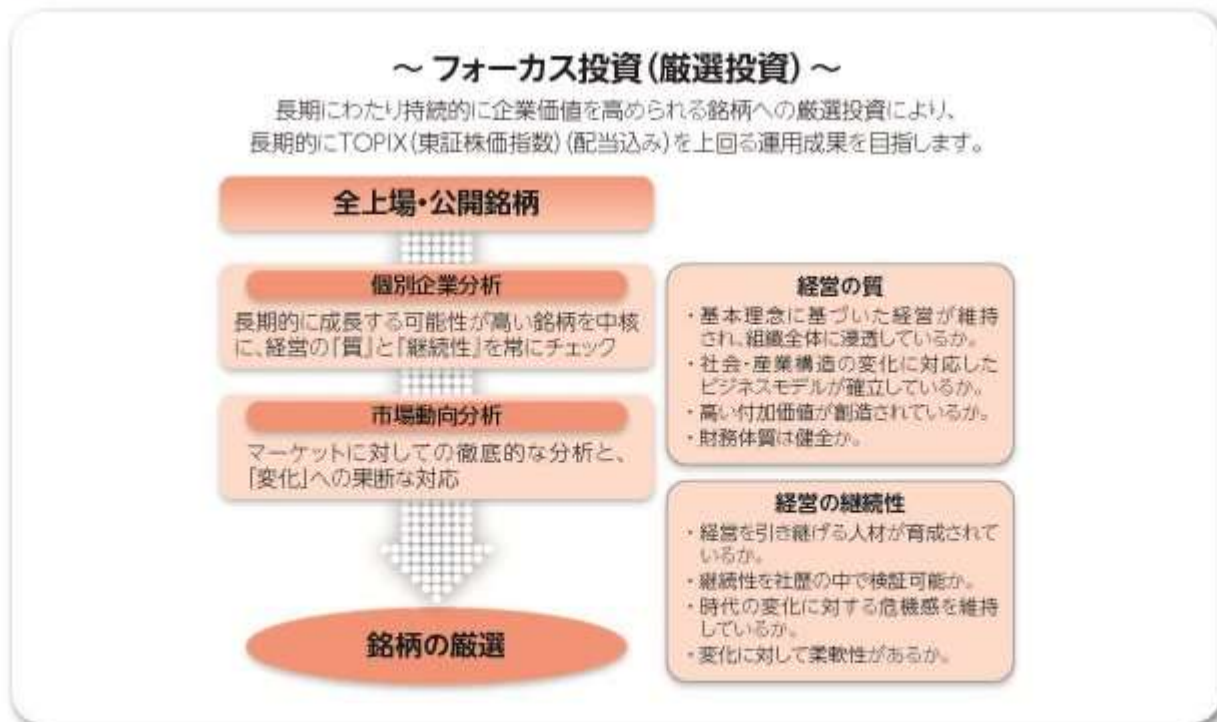 ～ フォーカス投資（厳選投資）～
長期にわたり持続的に企業価値を高められる銘柄への厳選投資により、
長期的にTOPIX（東証株価指数）（配当込み）を上回る運用成果を目指します。
全上場・公開銘柄
個別企業分析
長期的に成長する可能性が高い銘柄を中核
に、経営の「質」と「継続性」を常にチェック
市場動向分析
マーケットに対しての徹底的な分析と、
「変化」への果断な対応
銘柄の厳選
経営の質
・基本理念に基づいた経営が維持
され、組織全体に浸透しているか。
・社会・産業構造の変化に対応した
ビジネスモデルが確立しているか。
・高い付加価値が創造されているか。
・財務体質は健全か。
経営の継続性
・経営を引き継げる人材が育成されて
いるか。
・継続性を社歴の中で検証可能か。
・時代の変化に対する危機感を維持
しているか。
・変化に対して柔軟性があるか。